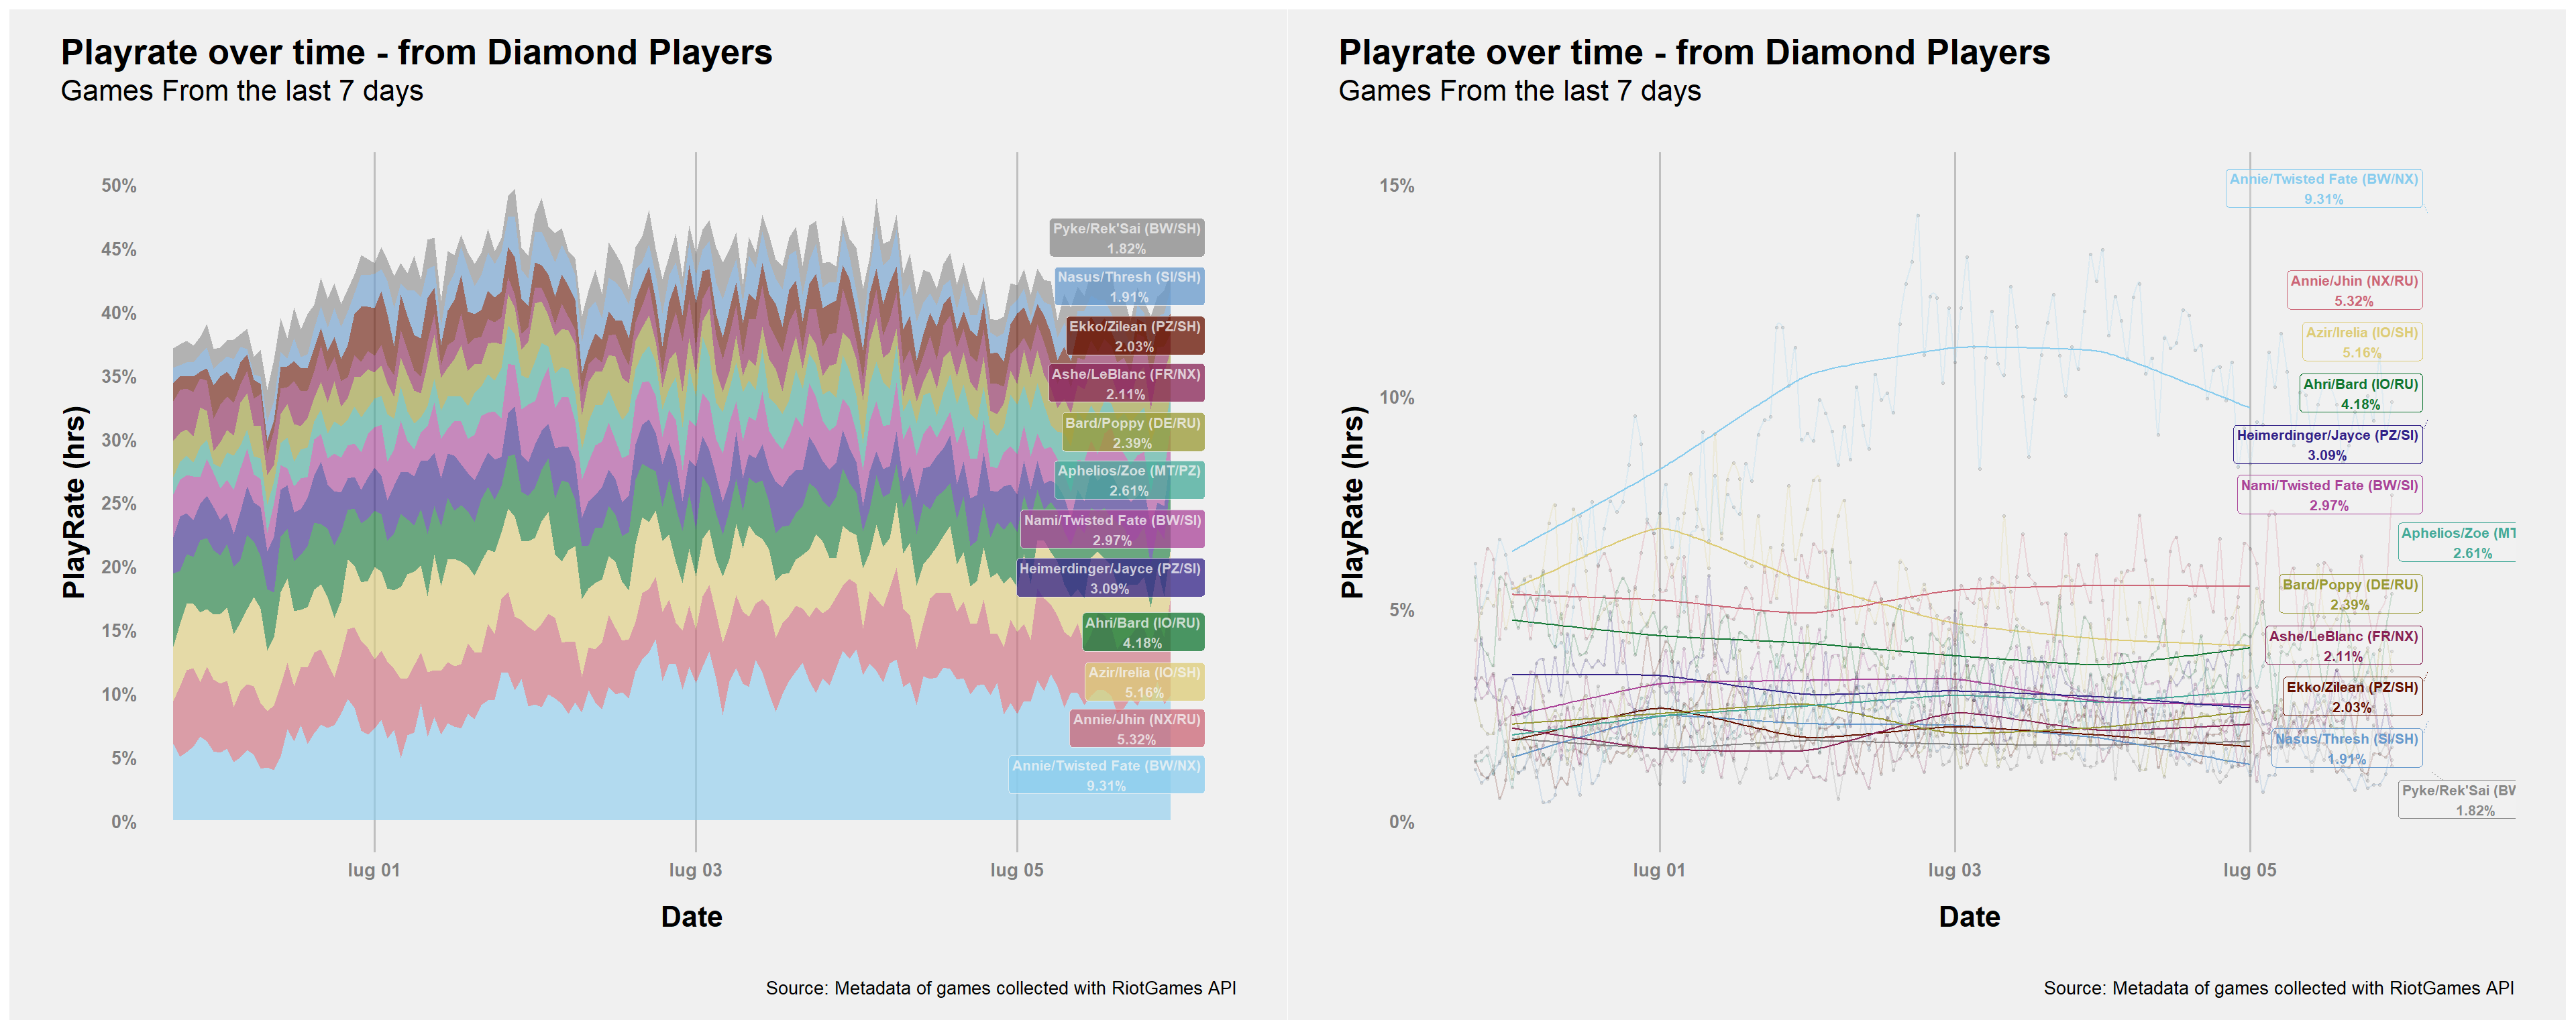 Playrate over time - from Diamond Players
Games From the last 7 days
PlayRate (hrs)
50%
45%
40%
35%
30%
25%
20%
15%
10%
5%
0%
Pyke/Rek'Sai (BW/SH)
1.82%
Nasus/Thresh (SI/SH)
1.91%
Ekko/Zilean (PZ/SH)
2.03%
Ashe/LeBlanc (FR/NX)
2.11%
Bard/Poppy (DE/RU)
2.39%
Aphelios/Zoe (MT/PZ)
2.61%
Nami/Twisted Fate (BW/SI)
2.97%
Heimerdinger/Jayce (PZ/SI)
3.09%
Ahri/Bard (IO/RU)
4.18%
Azir/Irelia (IO/SH)
5.16%
Annie/Jhin (NX/RU)
5.32%
Annie/Twisted Fate (BW/NX)
9.31%
lug 01
lug 03
lug 05
Date
Source: Metadata of games collected with RiotGames API
Playrate over time - from Diamond Players
Games From the last 7 days
PlayRate (hrs)
15%
10%
5%
0%
Annie/Twisted Fate (BW/NX)
9.31%
Annie/Jhin (NX/RU)
5.32%
Azir/Irelia (IO/SH)
5.16%
Ahri/Bard (IO/RU)
4.18%
Heimerdinger/Jayce (PZ/SI)
3.09%
Nami/Twisted Fate (BW/SI)
2.97%
Aphelios/Zoe (MT
2.61%
Bard/Poppy (DE/RU)
2.39%
Ashe/LeBlanc (FR/NX)
2.11%
Ekko/Zilean (PZ/SH)
2.03%
Nasus/Thresh (SI/SH)
1.91%
Pyke/Rek'Sai (BW
1.82%
lug 01
lug 03
lug 05
Date
Source: Metadata of games collected with RiotGames API